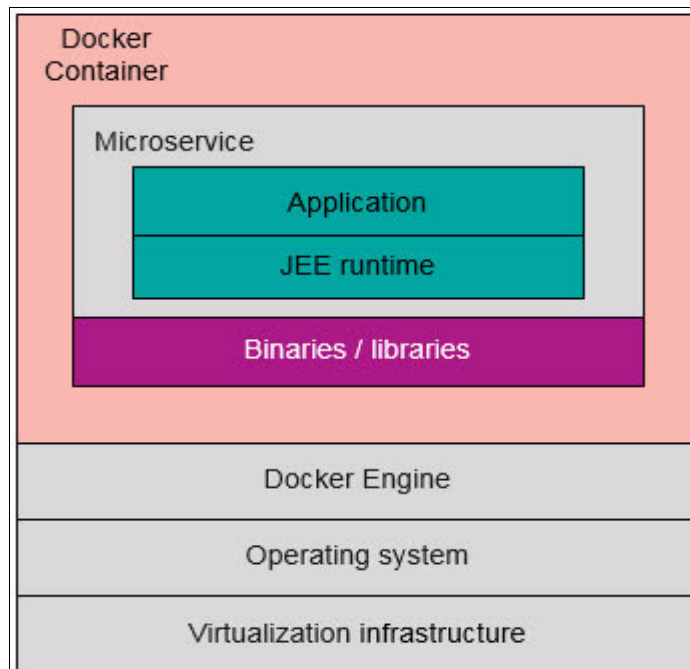 Docker
Container
Microservice
Application
JEE runtime
Binaries / libraries
Docker Engine
Operating system
Virtualization infrastructure